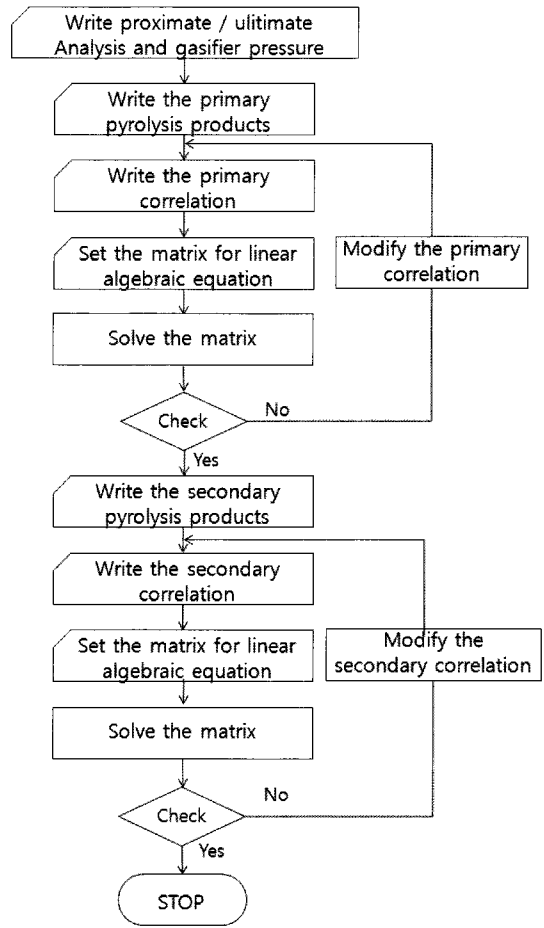 Write proximate / ulitimate
Analysis and gasifier pressure
Write the primary
pyrolysis products
Write the primary
correlation
Set the matrix for linear
algebraic equation
Modify the primary
correlation
Solve the matrix
Check
No
Yes
Write the secondary
pyrolysis products
Write the secondary
correlation
Set the matrix for linear
algebraic equation
Modify the
secondary correlation
Solve the matrix
Check
No
Yes
STOP